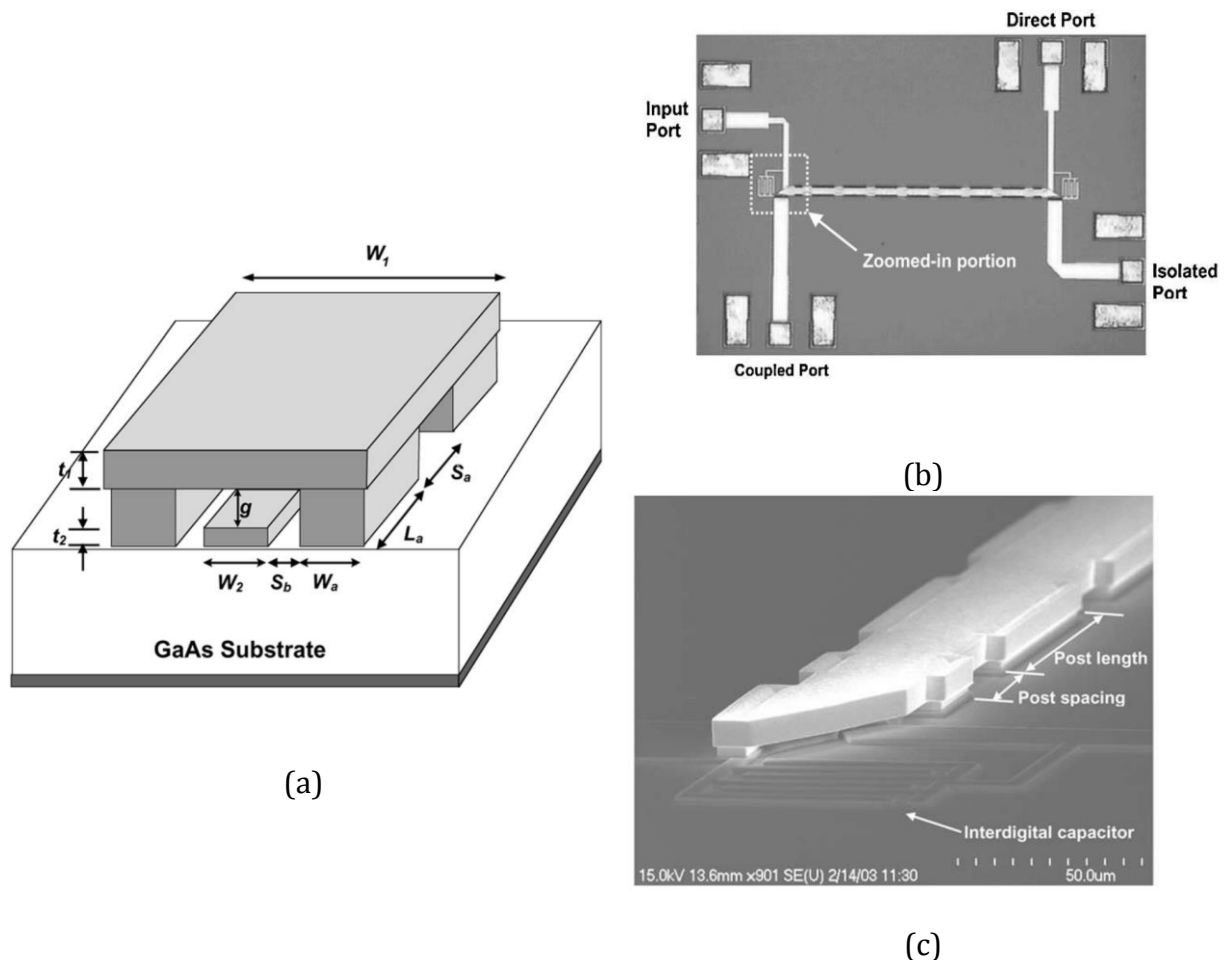 W1
t1
t2
g
Sa
La
W2
Sb
Wa
GaAs Substrate
(a)
Direct Port
Input
Port
Zoomed-in portion
Isolated
Port
Coupled Port
(b)
Post length
Post spacing
Interdigital capacitor
15.0kV 13.6mm x901 SE(U) 2/14/03 11:30
50.0um
(c)